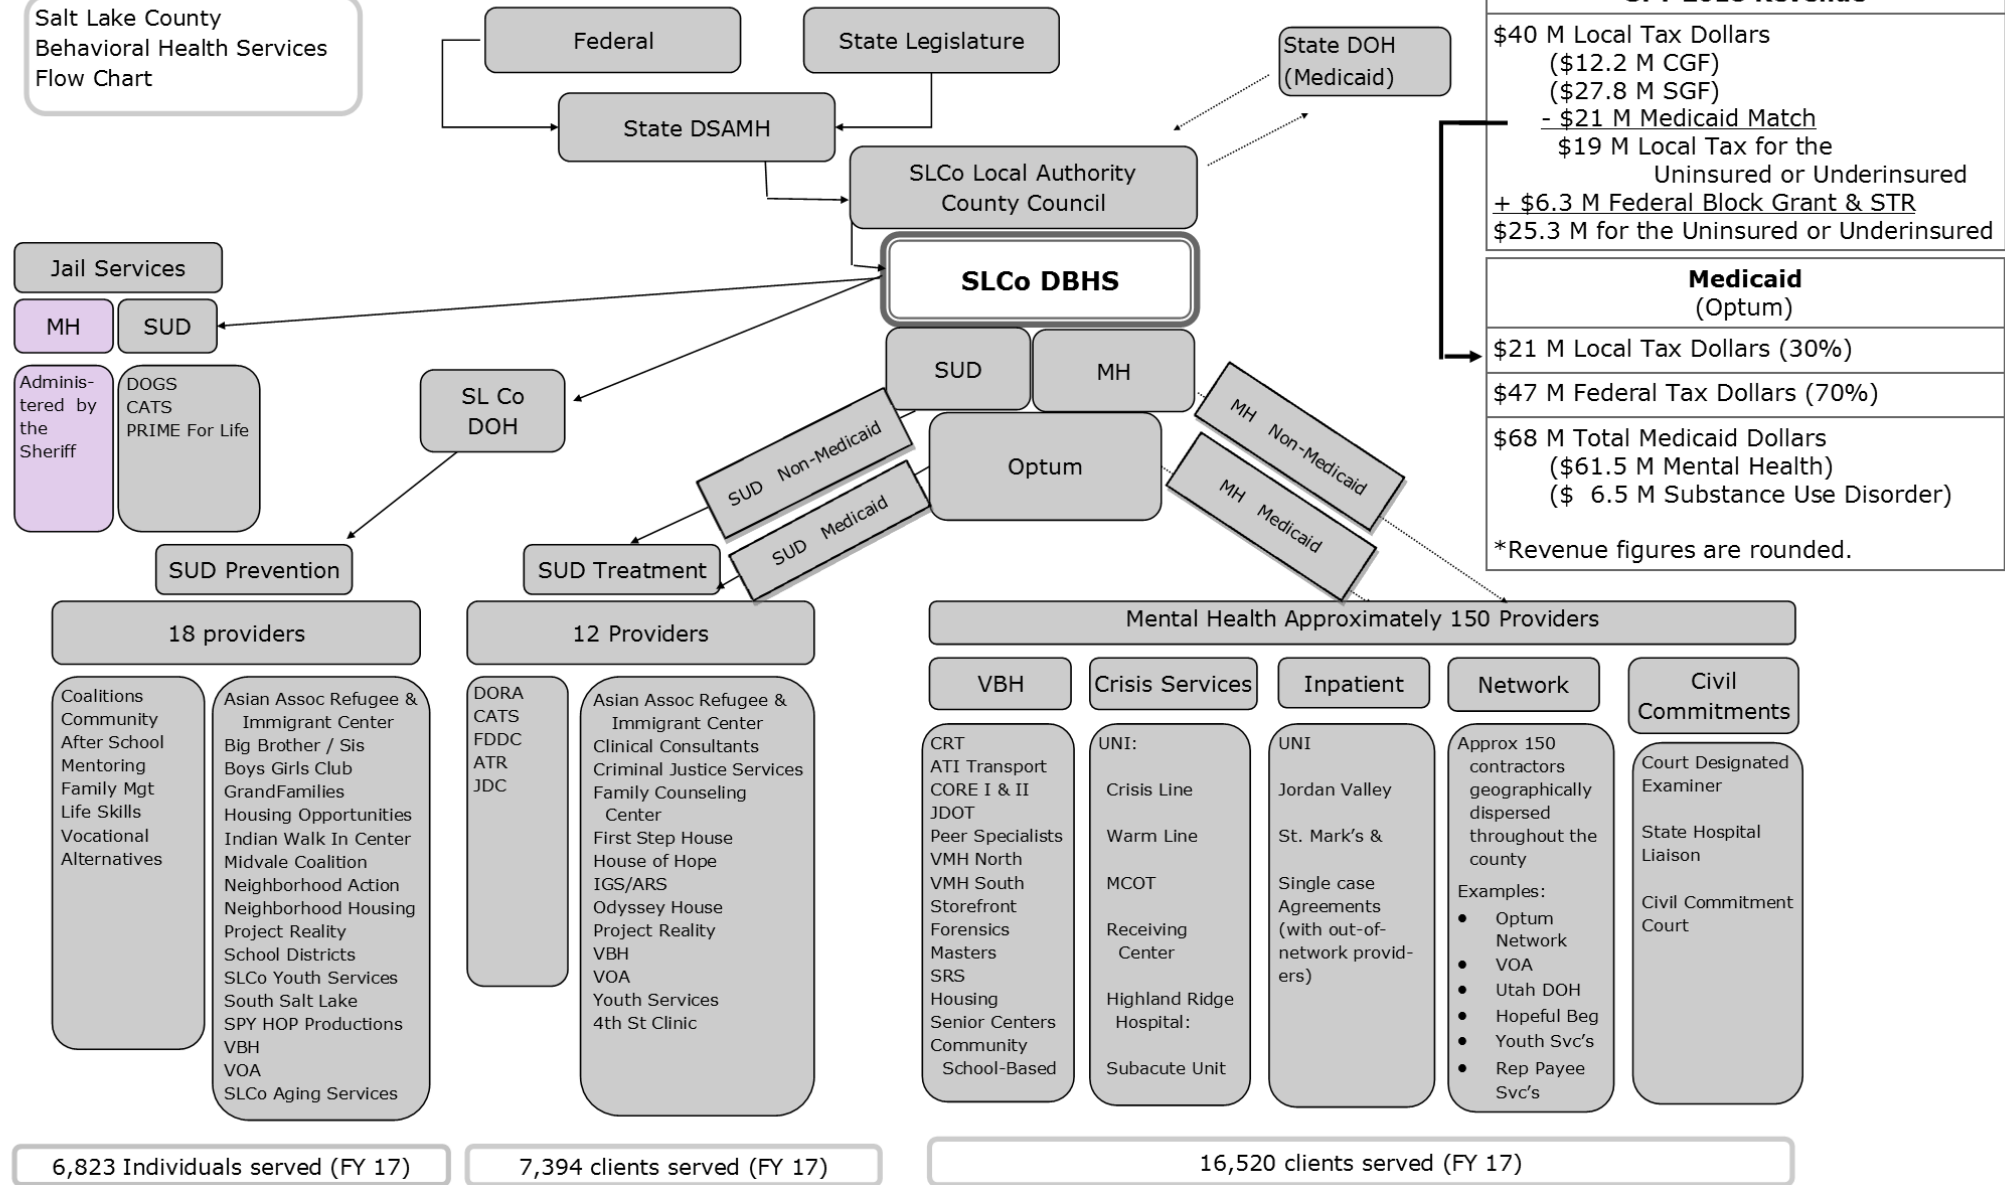 Salt Lake County
Behavioral Health Services
Flow Chart
Federal
State Legislature
State DOH
(Medicaid)
State DSAMH
SLCo Local Authority
County Council
SLCo DBHS
SUD
MH
Optum
SUD Non-Medicaid
SUD Medicaid
MH Non-Medicaid
MH Medicaid
$40 M Local Tax Dollars
($12.2 M CGF)
($27.8 M SGF)
- $21 M Medicaid Match
$19 M Local Tax for the
Uninsured or Underinsured
+ $6.3 M Federal Block Grant & STR
$25.3 M for the Uninsured or Underinsured
Medicaid
(Optum)
$21 M Local Tax Dollars (30%)
$47 M Federal Tax Dollars (70%)
$68 M Total Medicaid Dollars
($61.5 M Mental Health)
($ 6.5 M Substance Use Disorder)
*Revenue figures are rounded.
Jail Services
MH
SUD
Adminis-
tered by
the
Sheriff
DOGS
CATS
PRIME For Life
SL Co
DOH
SUD Prevention
18 providers
Coalitions
Community
After School
Mentoring
Family Mgt
Life Skills
Vocational
Alternatives
Asian Assoc Refugee &
Immigrant Center
Big Brother / Sis
Boys Girls Club
GrandFamilies
Housing Opportunities
Indian Walk In Center
Midvale Coalition
Neighborhood Action
Neighborhood Housing
Project Reality
School Districts
SLCo Youth Services
South Salt Lake
SPY HOP Productions
VBH
VOA
SLCo Aging Services
6,823 Individuals served (FY 17)
SUD Treatment
12 Providers
DORA
CATS
FDDC
ATR
JDC
Asian Assoc Refugee &
Immigrant Center
Clinical Consultants
Criminal Justice Services
Family Counseling
Center
First Step House
House of Hope
IGS/ARS
Odyssey House
Project Reality
VBH
VOA
Youth Services
4th St Clinic
7,394 clients served (FY 17)
Mental Health Approximately 150 Providers
VBH
CRT
ATI Transport
CORE I & II
JDOT
Peer Specialists
VMH North
VMH South
Storefront
Forensics
Masters
SRS
Housing
Senior Centers
Community
School-Based
Crisis Services
UNI:
Crisis Line
Warm Line
MCOT
Receiving
Center
Highland Ridge
Hospital:
Subacute Unit
Inpatient
UNI
Jordan Valley
St. Mark's &
Single case
Agreements
(with out-of-
network provid-
ers)
Network
Approx 150
contractors
geographically
dispersed
throughout the
county
Examples:
• Optum
Network
• VOA
• Utah DOH
• Hopeful Beg
• Youth Svc's
• Rep Payee
Svc's
Civil
Commitments
Court Designated
Examiner
State Hospital
Liaison
Civil Commitment
Court
16,520 clients served (FY 17)